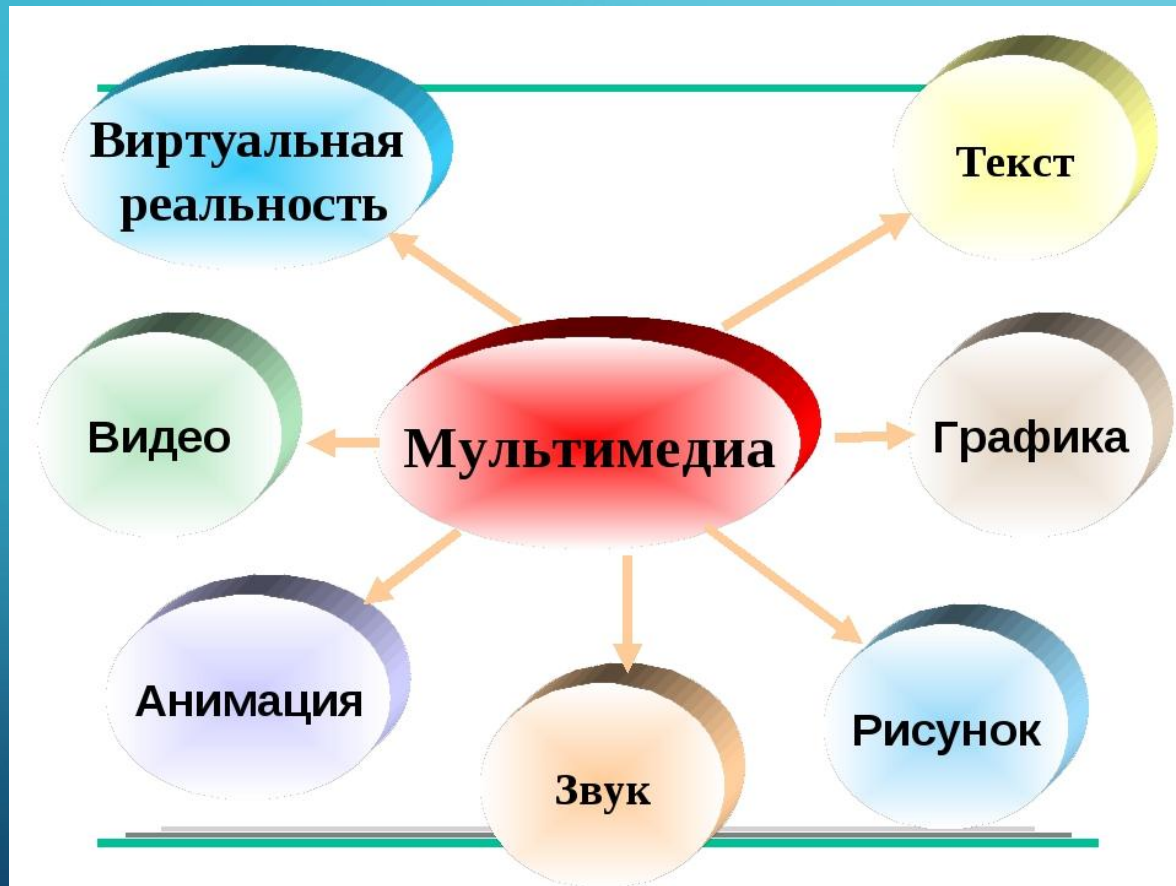 Виртуальная
реальность
Текст
Видео
Мультимедиа
Графика
Анимация
Звук
Рисунок